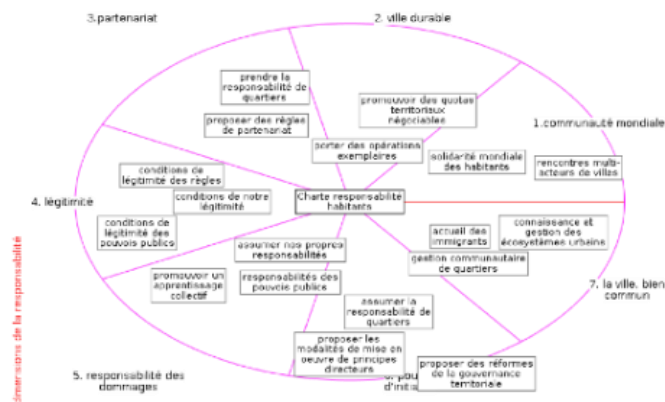 3.partenariat
2. ville durable
prendre la
responsabilité de
quartiers
promouvoir des quotas
territoriaux
négociables
proposer des règles
de partenariat
1.communauté mondiale
porter des opérations
exemplaires
solidarité mondiale
des habitants
rencontres multi-
acteurs de villes
conditions de
légitimité des règles
4. légitimité
conditions de notre
légitimité
Charte responsabilité
habitants
conditions de
légitimité des
pouvois publics
accueil des
immigrants
connaissance et
gestion des
écosystèmes urbains
assumer nos propres
responsabilités
gestion communautaire
de quartiers
promouvoir un
apprentissage
collectif
responsabilités des
pouvois publics
7. la ville, bien
commun
assumer la
responsabilité de
quartiers
proposer les
modalités de mise en
oeuvre de principes
directeurs
proposer des réformes
de la gouvernance
territoriale
5. responsabilité des
dommages
d'initia
dimensions de la responsabilité